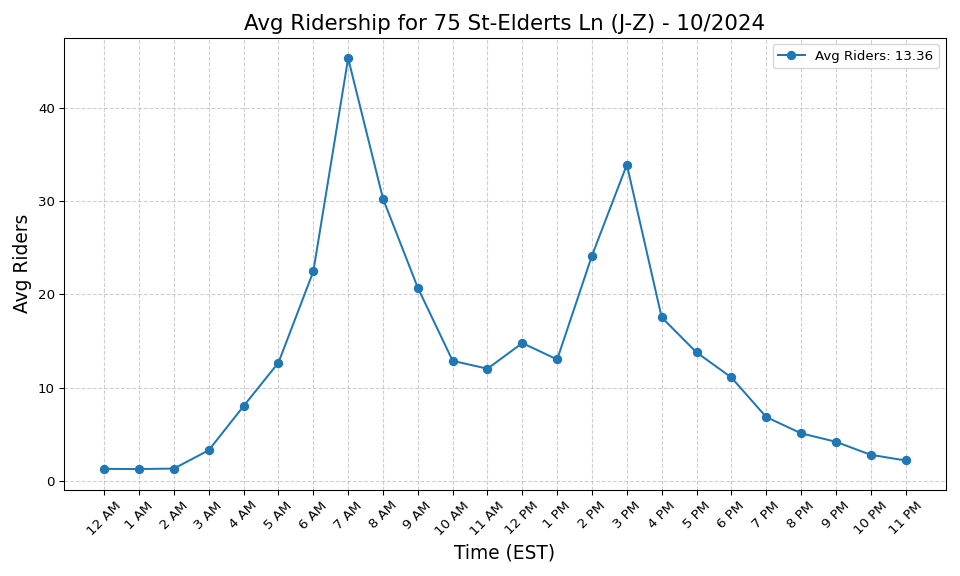 Avg Ridership for 75 St-Elderts Ln (J-Z) - 10/2024
Avg Riders: 13.36
Avg Riders
40
30
20
10
0
12 AM
1 AM
2 AM
3 AM
4 AM
5 AM
6 AM
7 AM
8 AM
9 AM
10 AM
11 AM
12 PM
1 PM
2 PM
3 PM
4 PM
5 PM
6 PM
7 PM
8 PM
9 PM
10 PM
11 PM
Time (EST)